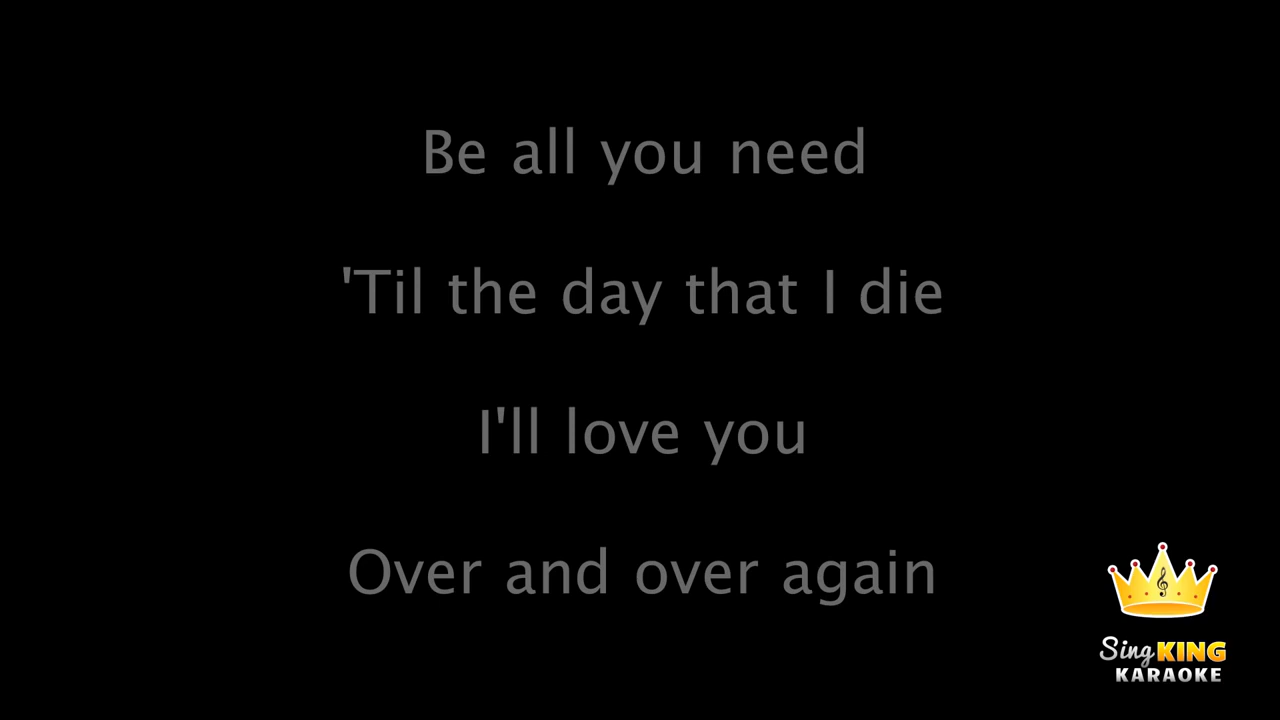 Be all you need
'Til the day that I die
I'll love you
Over and over again
Sing KING
KARAOKE